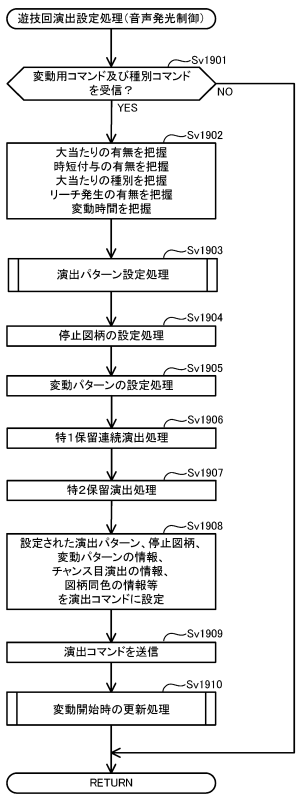 遊技回演出設定処理(音声発光制御)
Sv1901
変動用コマンド及び種別コマンド
を受信?
NO
YES
Sv1902
大当たりの有無を把握
時短付与の有無を把握
大当たりの種別を把握
リーチ発生の有無を把握
変動時間を把握
Sv1903
演出パターン設定処理
Sv1904
停止図柄の設定処理
Sv1905
変動パターンの設定処理
Sv1906
特1保留連続演出処理
Sv1907
特2保留演出処理
Sv1908
設定された演出パターン、停止図柄、
変動パターンの情報、
チャンス目演出の情報、
図柄同色の情報等
を演出コマンドに設定
Sv1909
演出コマンドを送信
Sv1910
変動開始時の更新処理
RETURN